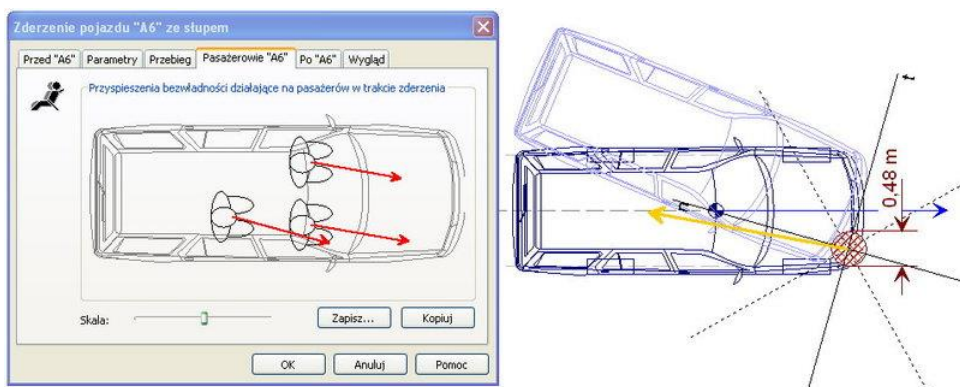 Zderzenie pojazdu "A6" ze słupem
Przed "A6" Parametry Przebieg Pasażerowie "A6" Po "A6" Wygląd
Przyspieszenia bezwładności działające na pasażerów w trakcie zderzenia
Skala:
Zapisz... Kopiuj
OK Anuluj Pomoc
t
0,48 m